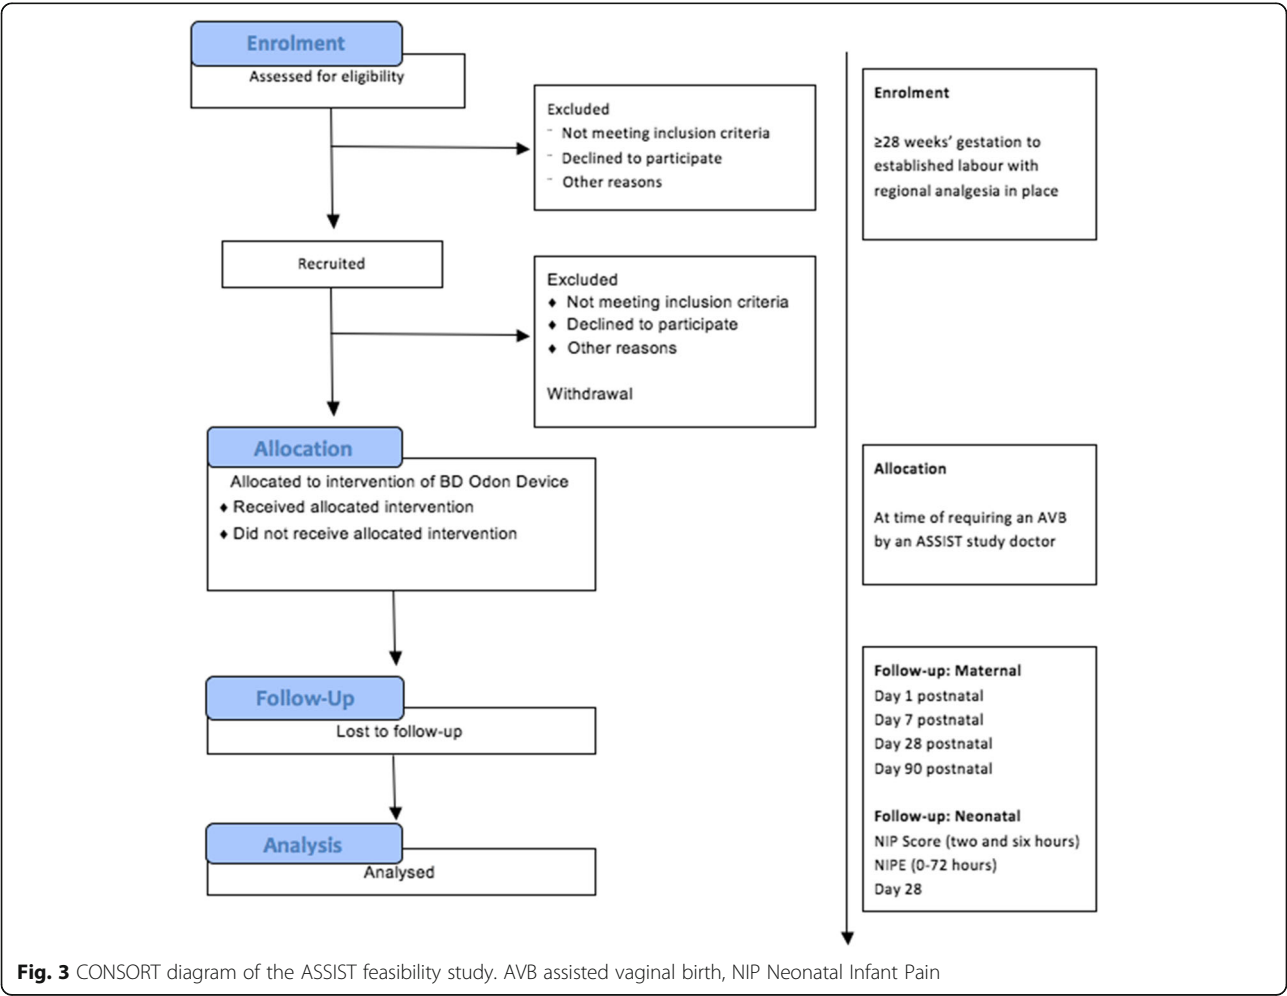 Enrolment
Assessed for eligibility
Excluded
- Not meeting inclusion criteria
- Declined to participate
- Other reasons
Recruited
Excluded
♦ Not meeting inclusion criteria
♦ Declined to participate
♦ Other reasons
Withdrawal
Allocation
Allocated to intervention of BD Odon Device
♦ Received allocated intervention
♦ Did not receive allocated intervention
Follow-Up
Lost to follow-up
Analysis
Analysed
Enrolment
≥28 weeks' gestation to
established labour with
regional analgesia in place
Allocation
At time of requiring an AVB
by an ASSIST study doctor
Follow-up: Maternal
Day 1 postnatal
Day 7 postnatal
Day 28 postnatal
Day 90 postnatal
Follow-up: Neonatal
NIP Score (two and six hours)
NIPE (0-72 hours)
Day 28
Fig. 3 CONSORT diagram of the ASSIST feasibility study. AVB assisted vaginal birth, NIP Neonatal Infant Pain